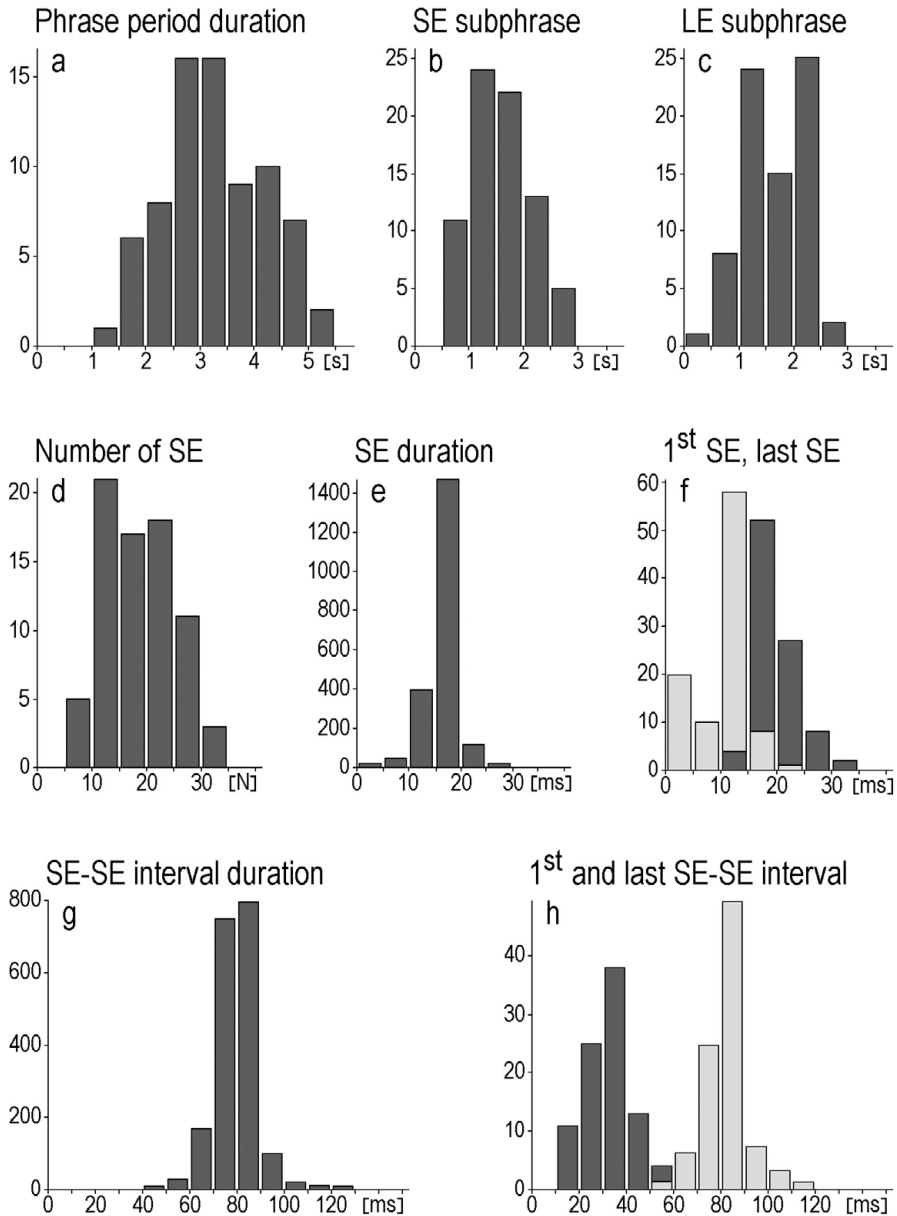 Phrase period duration
a
15
10
5
0
0 1 2 3 4 5 [s]
SE subphrase
b
25
20
15
10
5
0
0 1 2 3 [s]
LE subphrase
c
25
20
15
10
5
0
0 1 2 3 [s]
Number of SE
d
20
15
10
5
0
0 10 20 30 [N]
SE duration
e
1400
1200
1000
800
600
400
200
0
0 10 20 30 [ms]
1st SE, last SE
f
60
50
40
30
20
10
0
0 10 20 30 [ms]
SE-SE interval duration
g
800
600
400
200
0
0 20 40 60 80 100 120 [ms]
1st and last SE-SE interval
h
40
30
20
10
0
0 20 40 60 80 100 120 [ms]